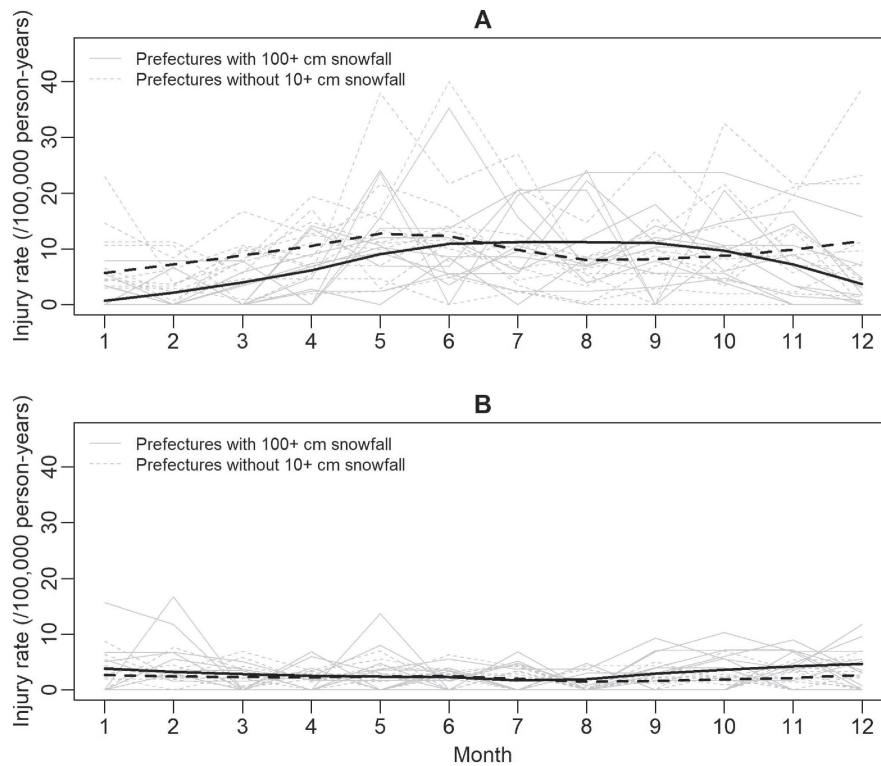 A
Injury rate (/100,000 person-years)
Prefectures with 100+ cm snowfall
Prefectures without 10+ cm snowfall
40
30
20
10
0
1 2 3 4 5 6 7 8 9 10 11 12
B
Injury rate (/100,000 person-years)
Prefectures with 100+ cm snowfall
Prefectures without 10+ cm snowfall
40
30
20
10
0
1 2 3 4 5 6 7 8 9 10 11 12
Month